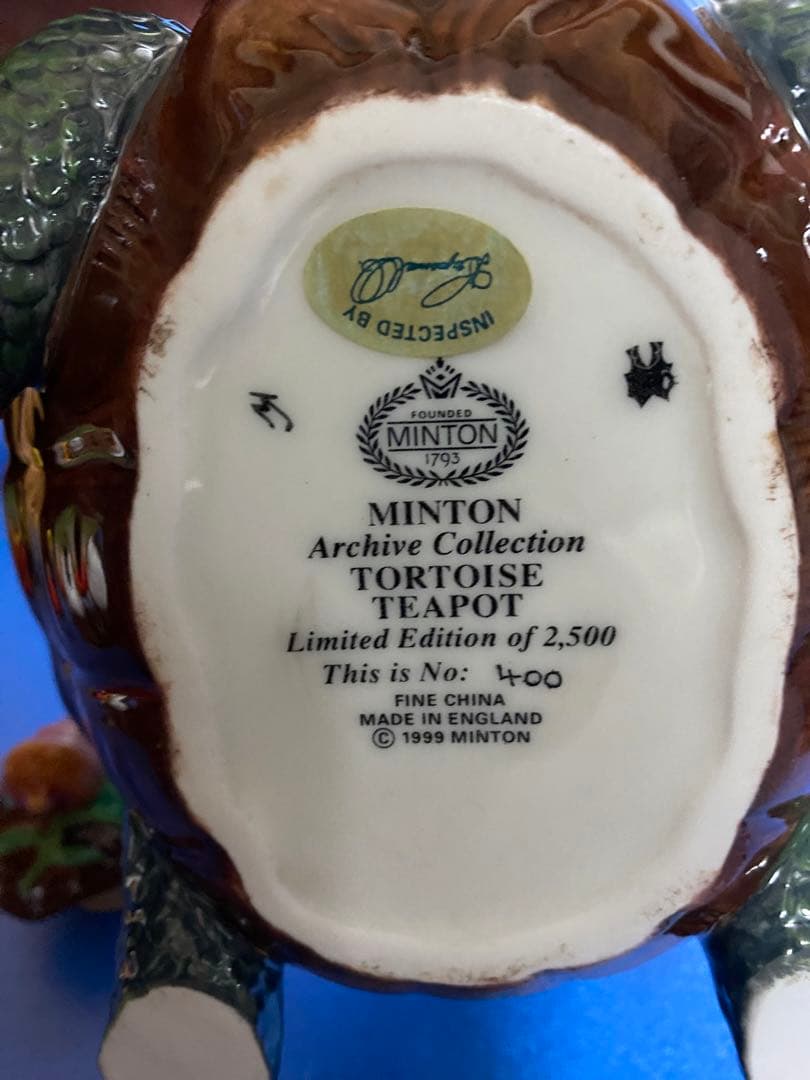 INSPECTED BY
FOUNDED
MINTON
1793
MINTON
Archive Collection
TORTOISE
TEAPOT
Limited Edition of 2,500
This is No: 400
FINE CHINA
MADE IN ENGLAND
© 1999 MINTON